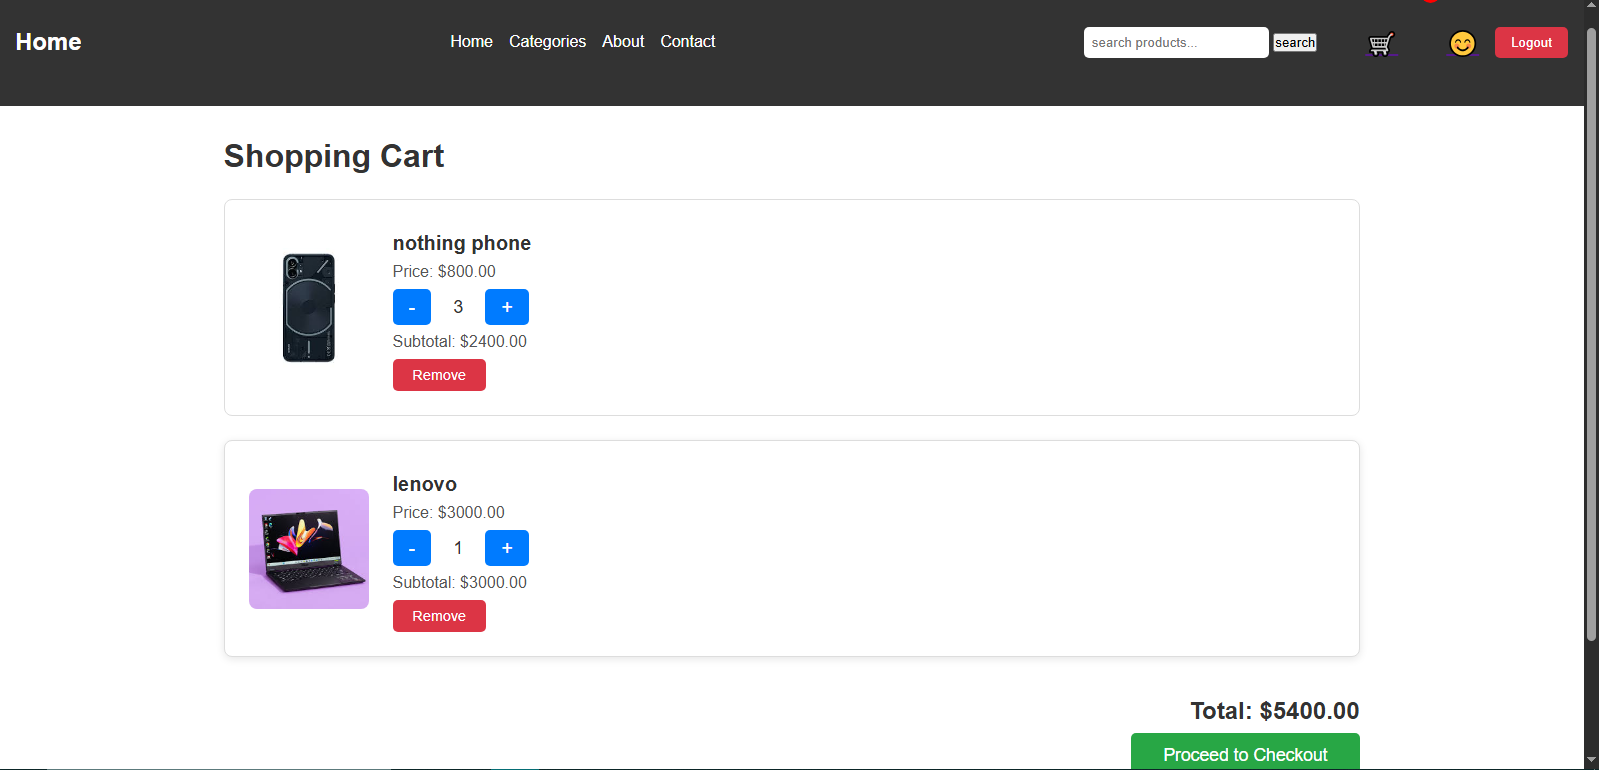 Home
Home Categories About Contact
search products... search
Logout
Shopping Cart
nothing phone
Price: $800.00
- 3 +
Subtotal: $2400.00
Remove
lenovo
Price: $3000.00
- 1 +
Subtotal: $3000.00
Remove
Total: $5400.00
Proceed to Checkout